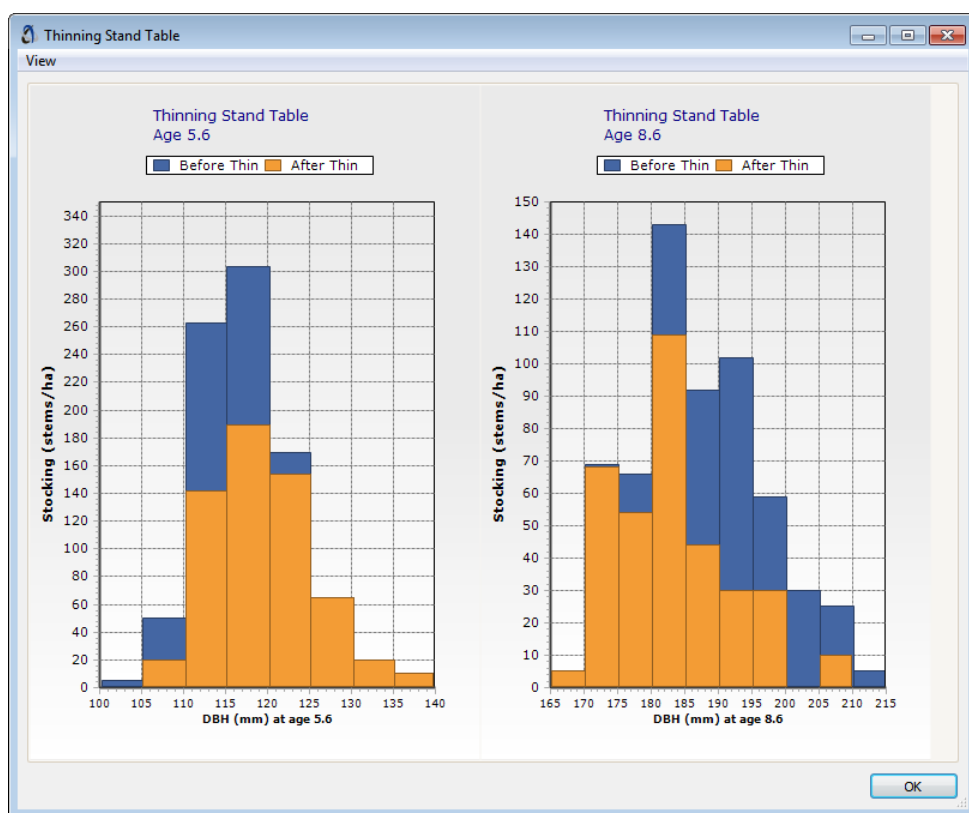 Thinning Stand Table
View
Thinning Stand Table
Age 5.6
Before Thin After Thin
340
320
300
280
260
240
220
200
180
160
140
120
100
80
60
40
20
0
Stocking (stems/ha)
100 105 110 115 120 125 130 135 140
DBH (mm) at age 5.6
Thinning Stand Table
Age 8.6
Before Thin After Thin
150
140
130
120
110
100
90
80
70
60
50
40
30
20
10
0
Stocking (stems/ha)
165 170 175 180 185 190 195 200 205 210 215
DBH (mm) at age 8.6
OK